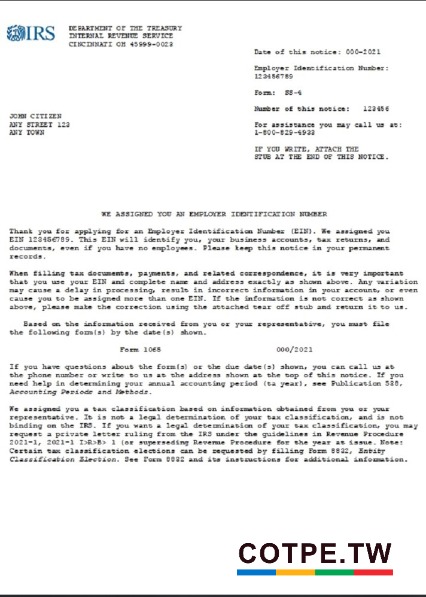 IRS
DEPARTMENT OF THE TREASURY
INTERNAL REVENUE SERVICE
CINCINNATI OH 45999-0023
Date of this notice: 000-2021
Employer Identification Number:
123456789
Form: SS-4
Number of this notice: 123456
JOHN CITIZEN
ANY STREET 123
ANY TOWN
For assistance you may call us at:
1-800-829-4933
IF YOU WRITE, ATTACH THE
STUB AT THE END OF THIS NOTICE.
WE ASSIGNED YOU AN EMPLOYER IDENTIFICATION NUMBER
Thank you for applying for an Employer Identification Number (EIN). We assigned you
EIN 123456789. This EIN will identify you, your business accounts, tax returns, and
documents, even if you have no employees. Please keep this notice in your permanent
records.
When filling tax documents, payments, and related correspondence, it is very important
that you use your EIN and complete name and address exactly as shown above. Any variation
may cause a delay in processing, result in incorrect information in your account, or even
cause you to be assigned more than one EIN. If the information is not correct as shown
above, please make the correction using the attached tear off stub and return it to us.
Based on the information received from you or your representative, you must file
the following form(s) by the date(s) shown.
Form 1065 000/2021
If you have questions about the form(s) or the due date(s) shown, you can call us at
the phone number or write to us at the address shown at the top of this notice. If you
need help in determining your annual accounting period (ta year), see Publication 538,
Accounting Periods and Methods.
We assigned you a tax classification based on information obtained from you or your
representative. It is not a legal determination of your tax classification, and is not
binding on the IRS. If you want a legal determination of your tax classification, you may
request a private letter ruling from the IRS under the guidelines in Revenue Procedure
2021-1, 2021-1 I>R>B> 1 (or superseding Revenue Procedure for the year at issue. Note:
Certain tax classification elections can be requested by filling Form 8832, Entity
Classification Election. See Form 8832 and its instructions for additional information.
COTPE.TW